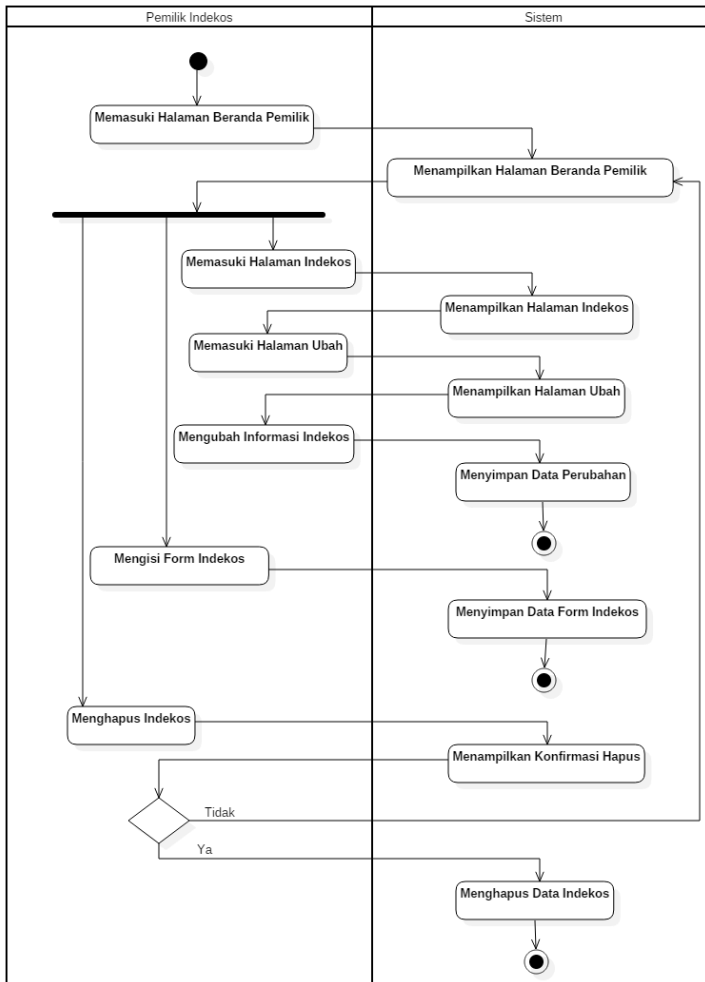 Pemilik Indekos
Sistem
Memasuki Halaman Beranda Pemilik
Menampilkan Halaman Beranda Pemilik
Memasuki Halaman Indekos
Menampilkan Halaman Indekos
Memasuki Halaman Ubah
Menampilkan Halaman Ubah
Mengubah Informasi Indekos
Menyimpan Data Perubahan
Mengisi Form Indekos
Menyimpan Data Form Indekos
Menghapus Indekos
Menampilkan Konfirmasi Hapus
Tidak
Ya
Menghapus Data Indekos